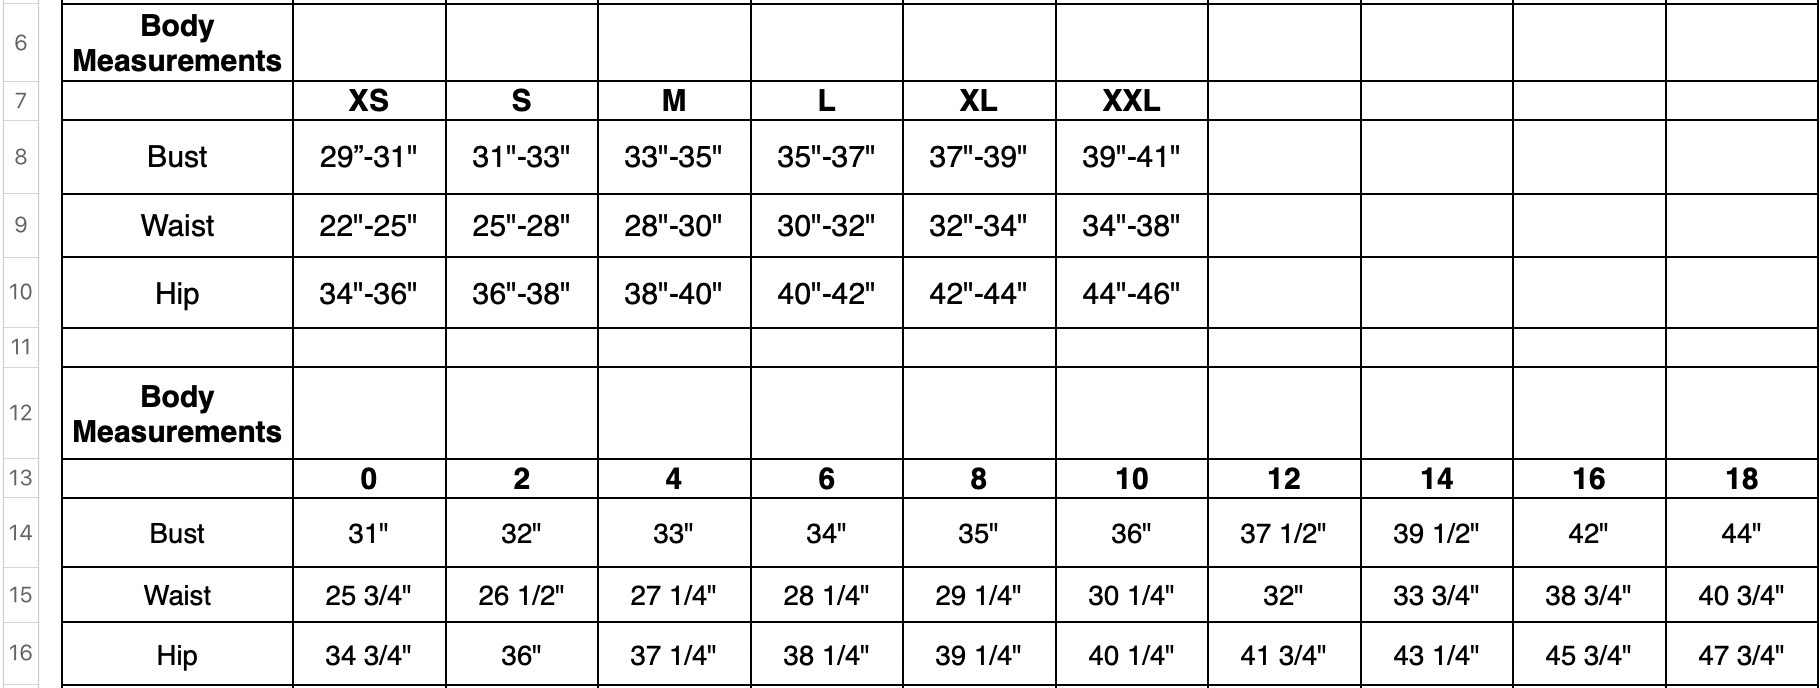 6 Body
Measurements
7 XS S M L XL XXL
8 Bust 29”-31" 31"-33" 33"-35" 35"-37" 37"-39" 39"-41"
9 Waist 22"-25" 25"-28" 28"-30" 30"-32" 32"-34" 34"-38"
10 Hip 34"-36" 36"-38" 38"-40" 40"-42" 42"-44" 44"-46"
11
12 Body
Measurements
13 0 2 4 6 8 10 12 14 16 18
14 Bust 31" 32" 33" 34" 35" 36" 37 1/2" 39 1/2" 42" 44"
15 Waist 25 3/4" 26 1/2" 27 1/4" 28 1/4" 29 1/4" 30 1/4" 32" 33 3/4" 38 3/4" 40 3/4"
16 Hip 34 3/4" 36" 37 1/4" 38 1/4" 39 1/4" 40 1/4" 41 3/4" 43 1/4" 45 3/4" 47 3/4"